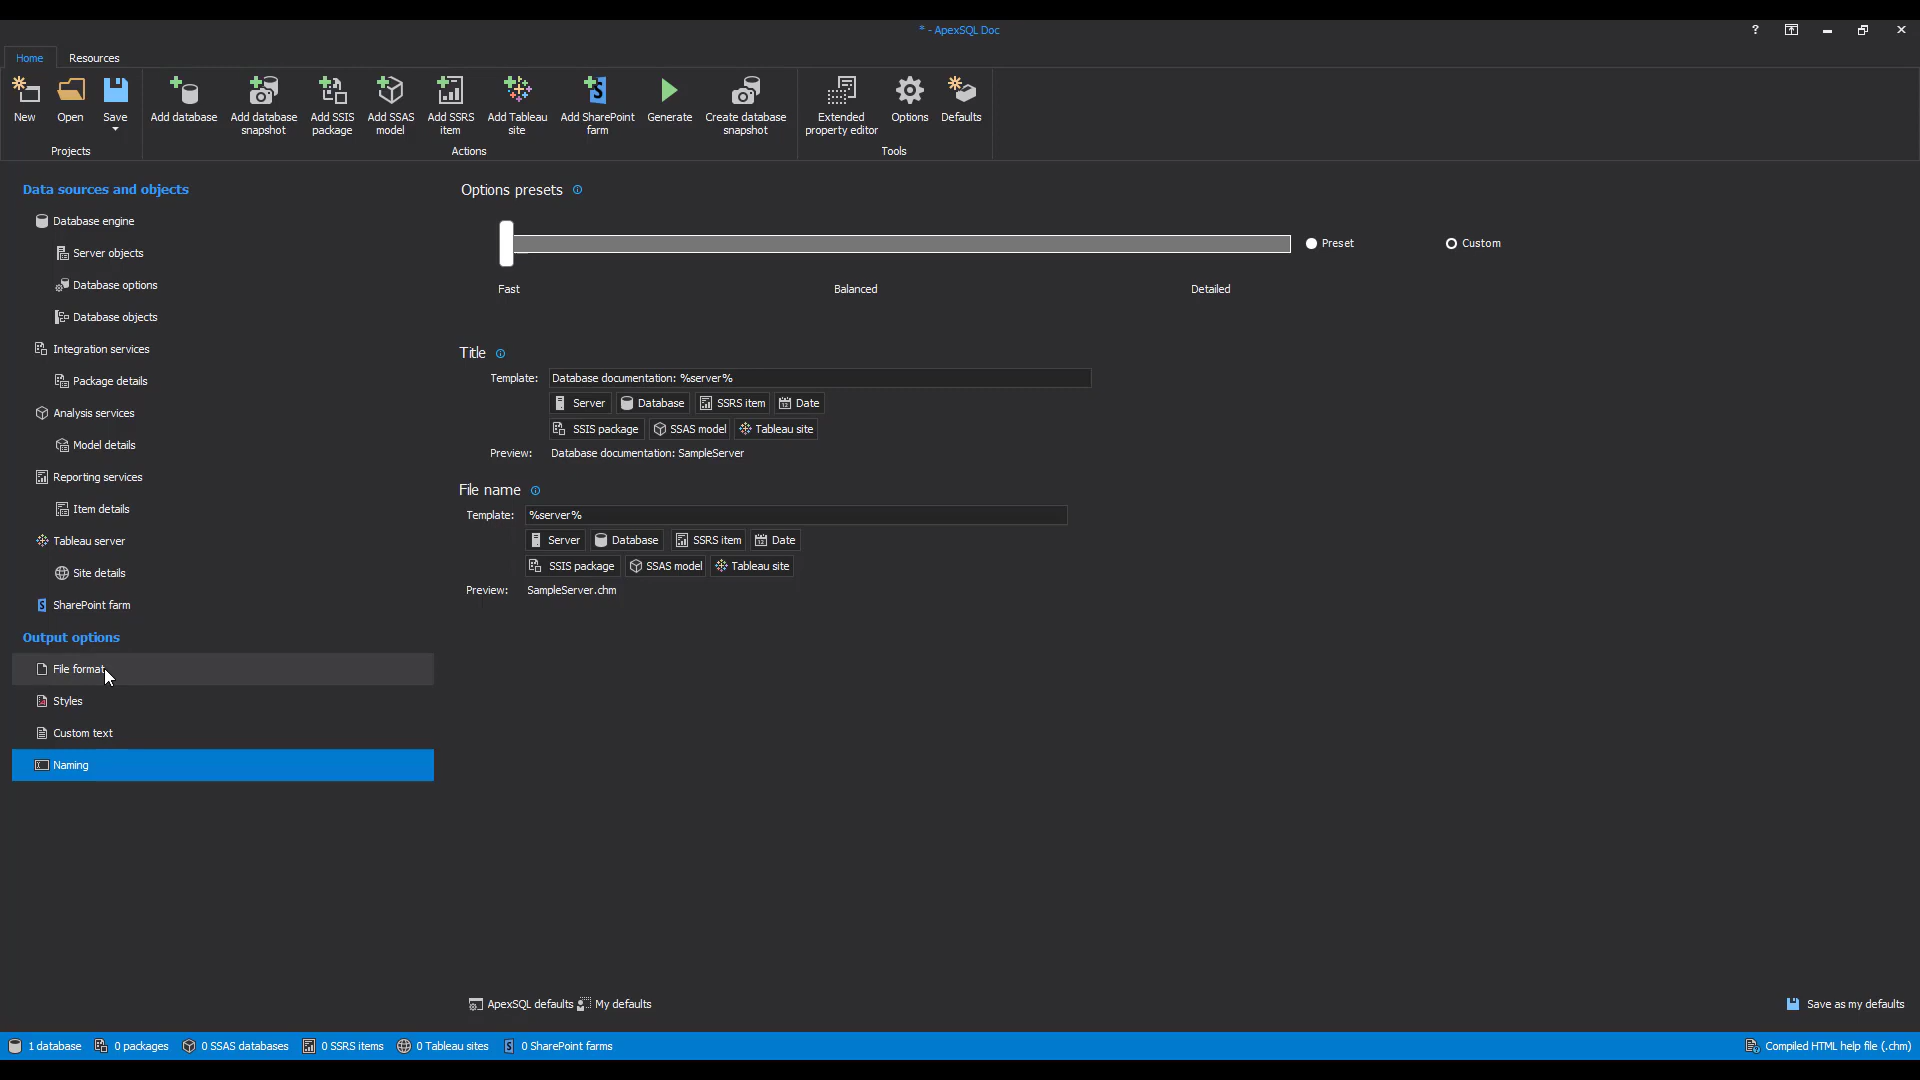 * - ApexSQL Doc
?
Home
Resources
New
Open
Save
Projects
Add database
Add database snapshot
Add SSIS package
Add SSAS model
Add SSRS item
Add Tableau site
Add SharePoint farm
Generate
Create database snapshot
Actions
Extended property editor
Options
Defaults
Tools
Data sources and objects
Database engine
Server objects
Database options
Database objects
Integration services
Package details
Analysis services
Model details
Reporting services
Item details
Tableau server
Site details
SharePoint farm
Output options
File format
Styles
Custom text
Naming
Options presets
Preset
Custom
Fast
Balanced
Detailed
Title
Template: Database documentation: %server%
Server Database SSRS item Date
SSIS package SSAS model Tableau site
Preview: Database documentation: SampleServer
File name
Template: %server%
Server Database SSRS item Date
SSIS package SSAS model Tableau site
Preview: SampleServer.chm
ApexSQL defaults My defaults
Save as my defaults
1 database 0 packages 0 SSAS databases 0 SSRS items 0 Tableau sites 0 SharePoint farms
Compiled HTML help file (.chm)